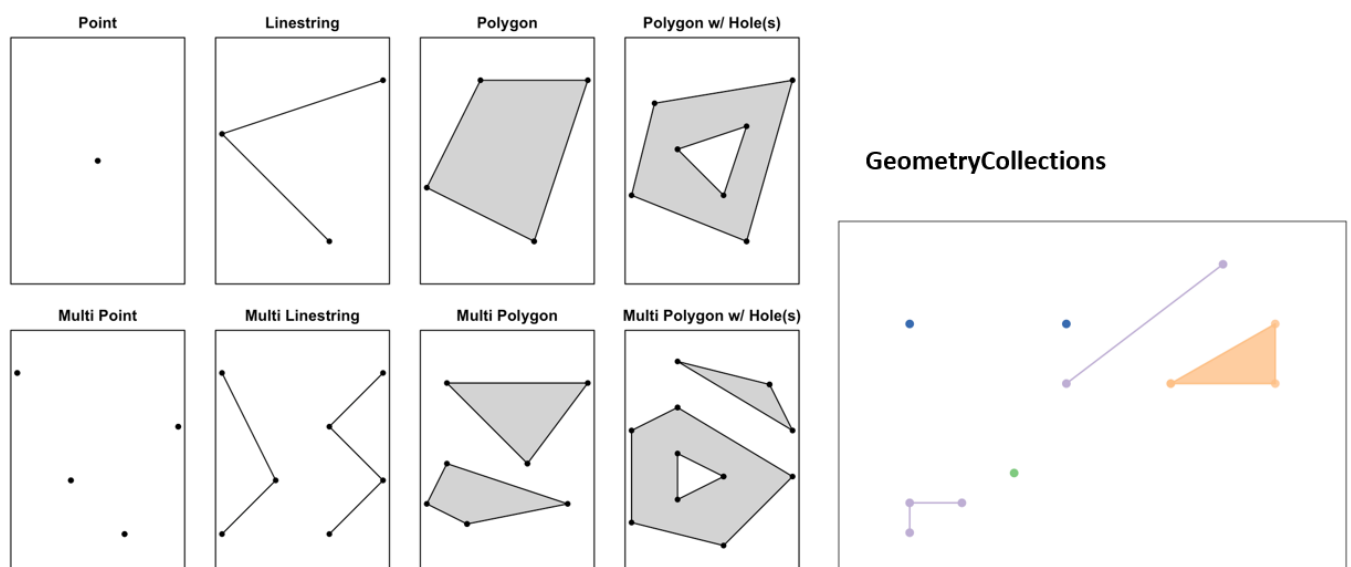 Point
Linestring
Polygon
Polygon w/ Hole(s)
GeometryCollections
Multi Point
Multi Linestring
Multi Polygon
Multi Polygon w/ Hole(s)